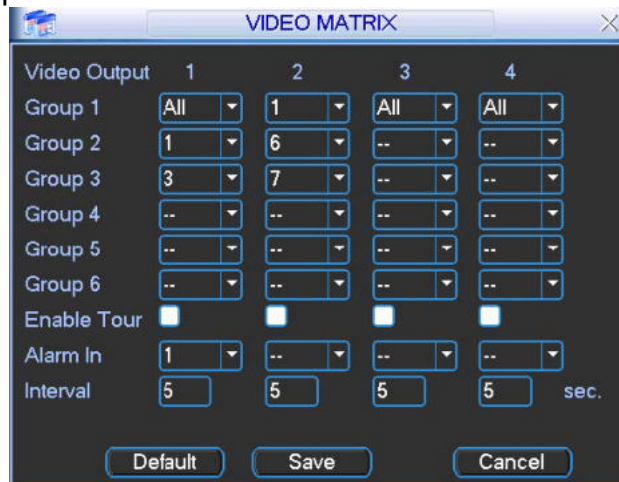 VIDEO MATRIX
Video Output 1 2 3 4
Group 1 All 1 All All
Group 2 1 6 -- --
Group 3 3 7 -- --
Group 4 -- -- -- --
Group 5 -- -- -- --
Group 6 -- -- -- --
Enable Tour
Alarm In 1 -- -- --
Interval 5 5 5 5 sec.
Default Save Cancel